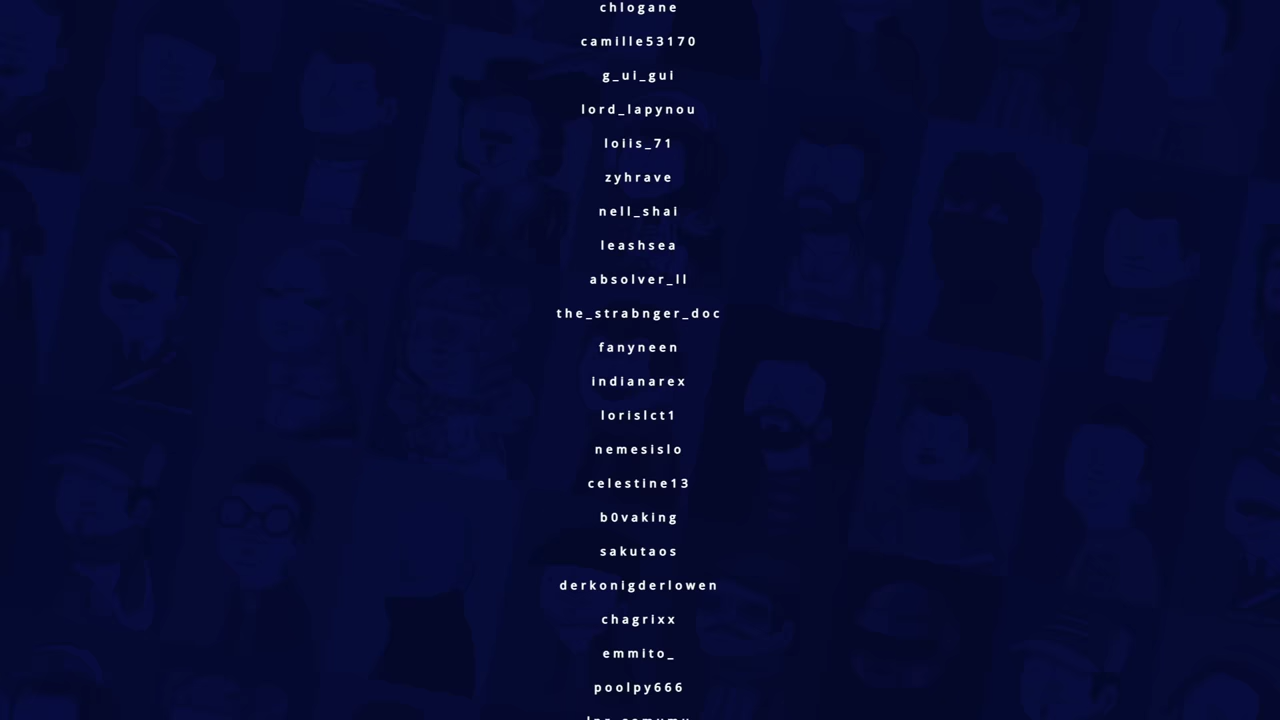 chlogane
camille53170
g_ui_gui
lord_lapynou
loiis_71
zyhrave
nell_shai
leashsea
absolver_ll
the_strabnger_doc
fanyneen
indianarex
lorislct1
nemesislo
celestine13
b0vaking
sakutaos
derkonigderlowen
chagrixx
emmito_
poolpy666